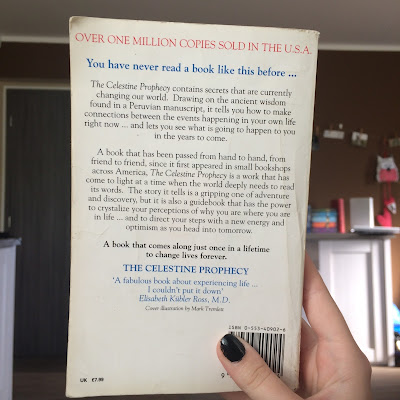 OVER ONE MILLION COPIES SOLD IN THE U.S.A.
You have never read a book like this before ...
The Celestine Prophecy contains secrets that are currently
changing our world. Drawing on the ancient wisdom
found in a Peruvian manuscript, it tells you how to make
connections between the events happening in your own life
right now ... and lets you see what is going to happen to you
in the years to come.
A book that has been passed from hand to hand, from
friend to friend, since it first appeared in small bookshops
across America, The Celestine Prophecy is a work that has
come to light at a time when the world deeply needs to read
its words. The story it tells is a gripping one of adventure
and discovery, but it is also a guidebook that has the power
to crystalize your perceptions of why you are where you are
in life ... and to direct your steps with a new energy and
optimism as you head into tomorrow.
A book that comes along just once in a lifetime
to change lives forever.
THE CELESTINE PROPHECY
'A fabulous book about experiencing life ...
I couldn't put it down'
Elisabeth Kübler Ross, M.D.
Cover illustration by Mark Tremlett
ISBN 0-553-40902-6
9
UK £7.99